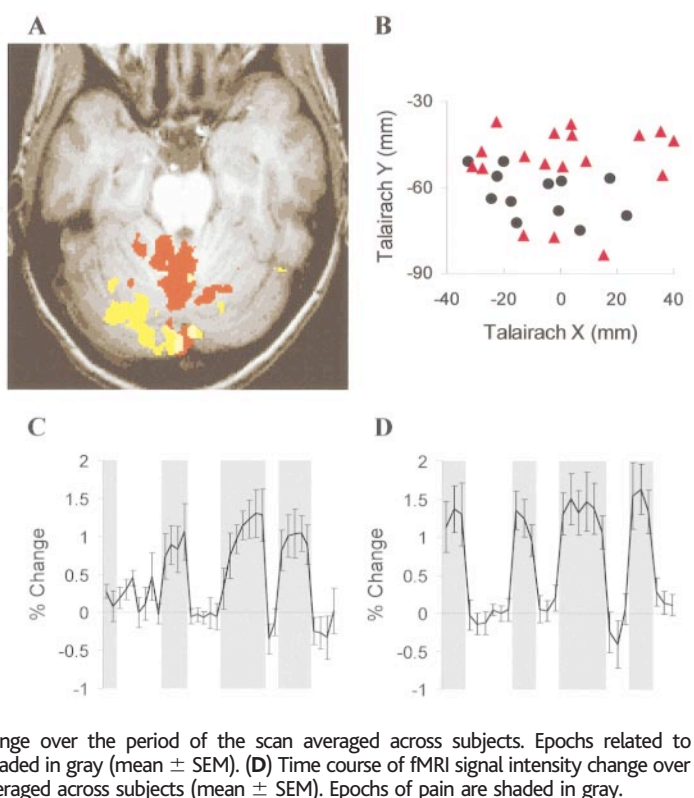 A
B
-30
-60
-90
Talairach Y (mm)
-40 -20 0 20 40
Talairach X (mm)
C
D
2
1.5
1
0.5
0
-0.5
-1
% Change
2
1.5
1
0.5
0
-0.5
-1
% Change
nge over the period of the scan averaged across subjects. Epochs related to
aded in gray (mean ± SEM). (D) Time course of fMRI signal intensity change over
eraged across subjects (mean ± SEM). Epochs of pain are shaded in gray.